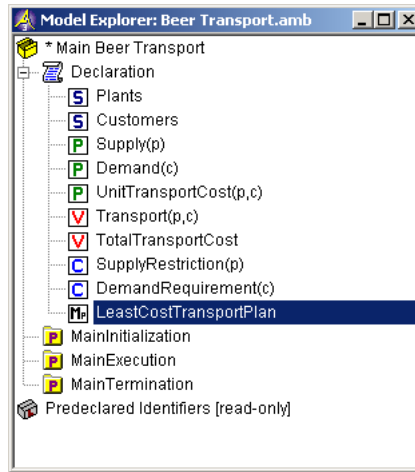 Model Explorer: Beer Transport.amb
* Main Beer Transport
Declaration
S Plants
S Customers
P Supply(p)
P Demand(c)
P UnitTransportCost(p,c)
V Transport(p,c)
V TotalTransportCost
C SupplyRestriction(p)
C DemandRequirement(c)
Mp LeastCostTransportPlan
P MainInitialization
P MainExecution
P MainTermination
Predeclared Identifiers [read-only]